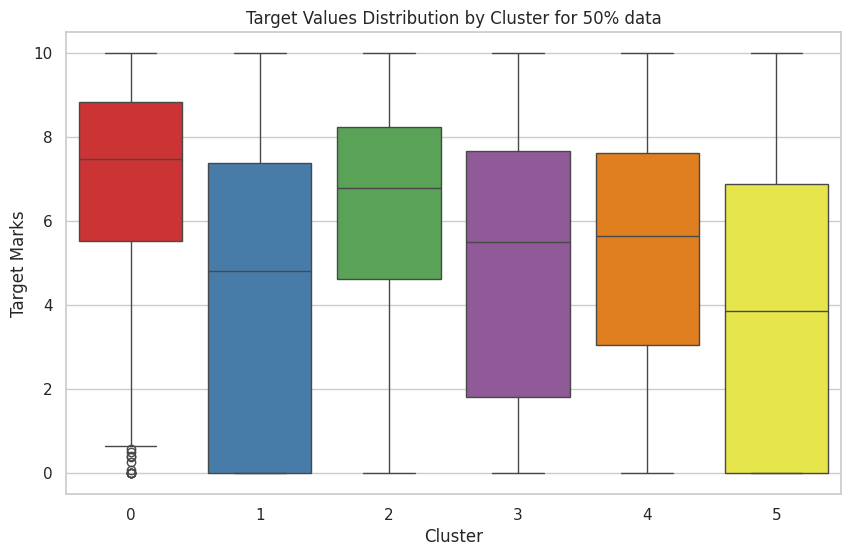 Target Values Distribution by Cluster for 50% data
Target Marks
10
8
6
4
2
0
0 1 2 3 4 5
Cluster